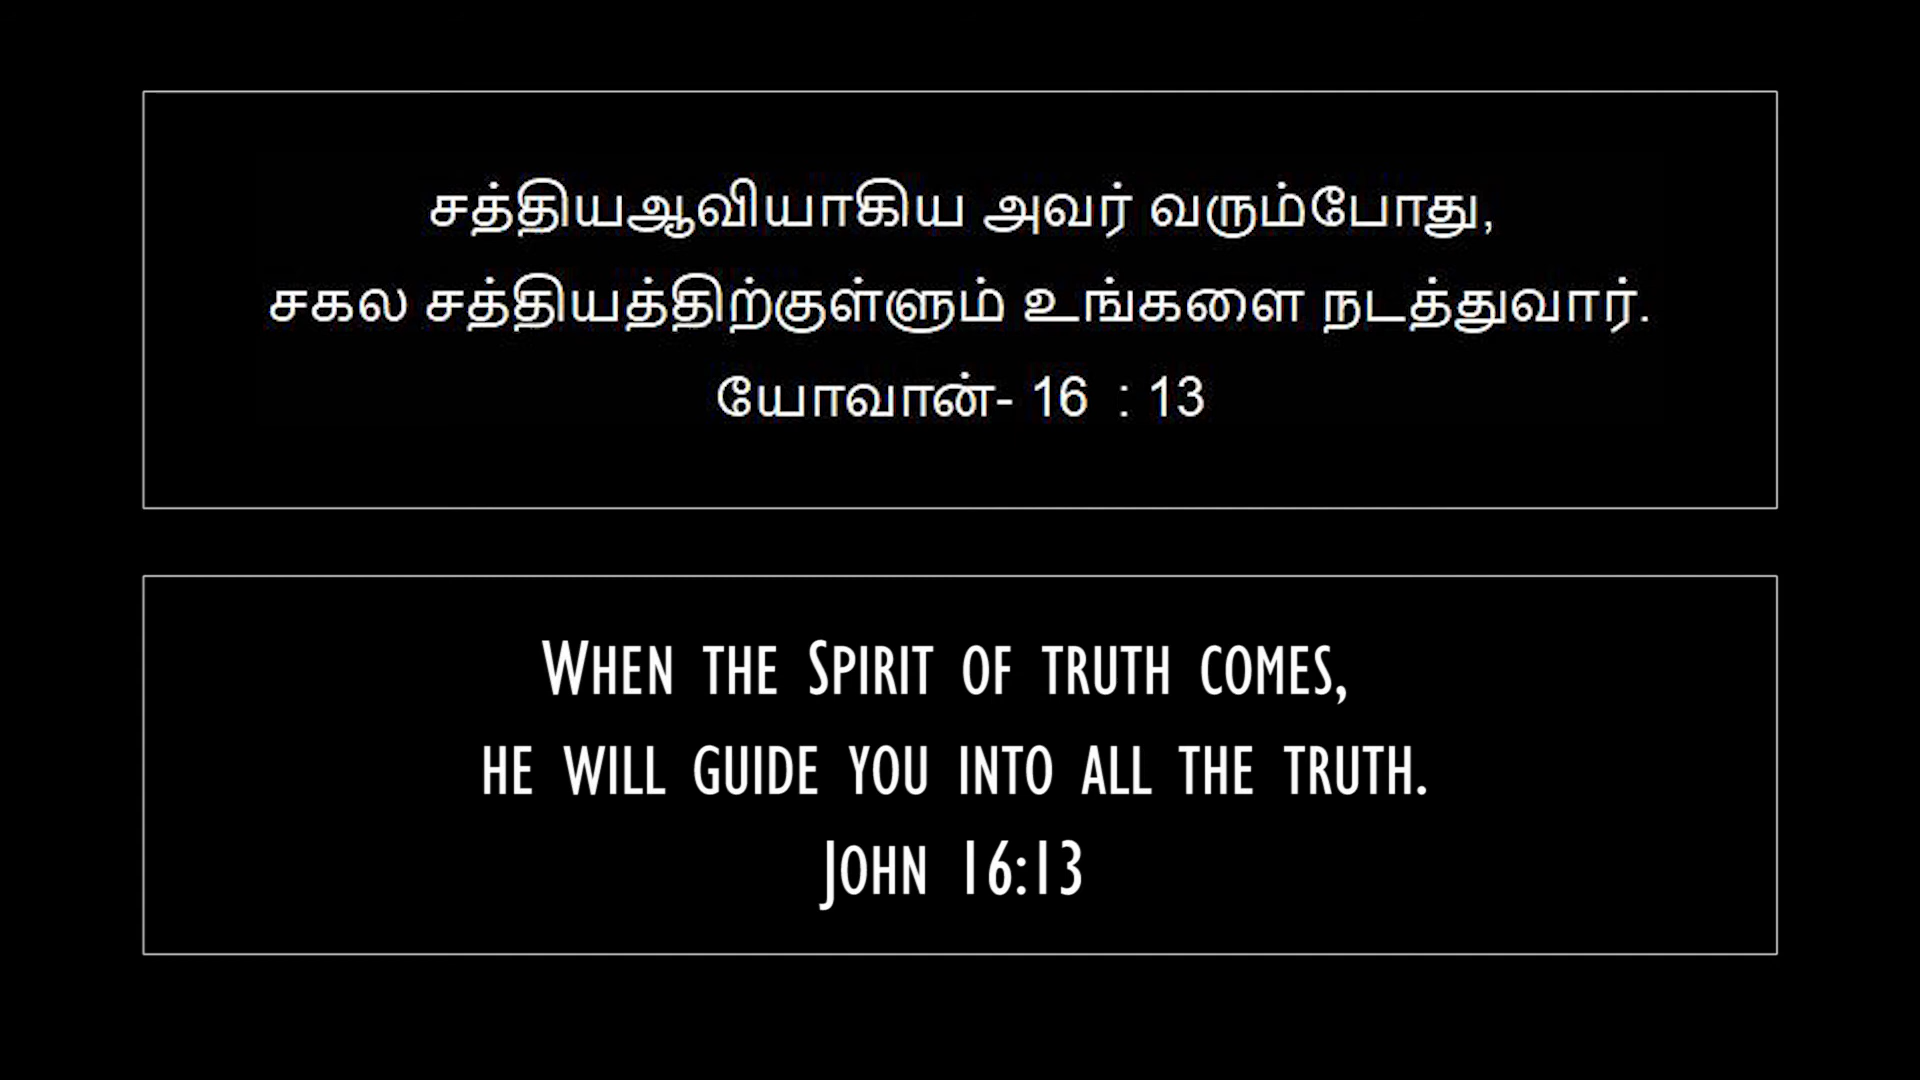 சத்தியஆவியாகிய அவர் வரும்போது,
சகல சத்தியத்திற்குள்ளும் உங்களை நடத்துவார்.
யோவான்- 16 : 13
When the Spirit of truth comes,
he will guide you into all the truth.
John 16:13